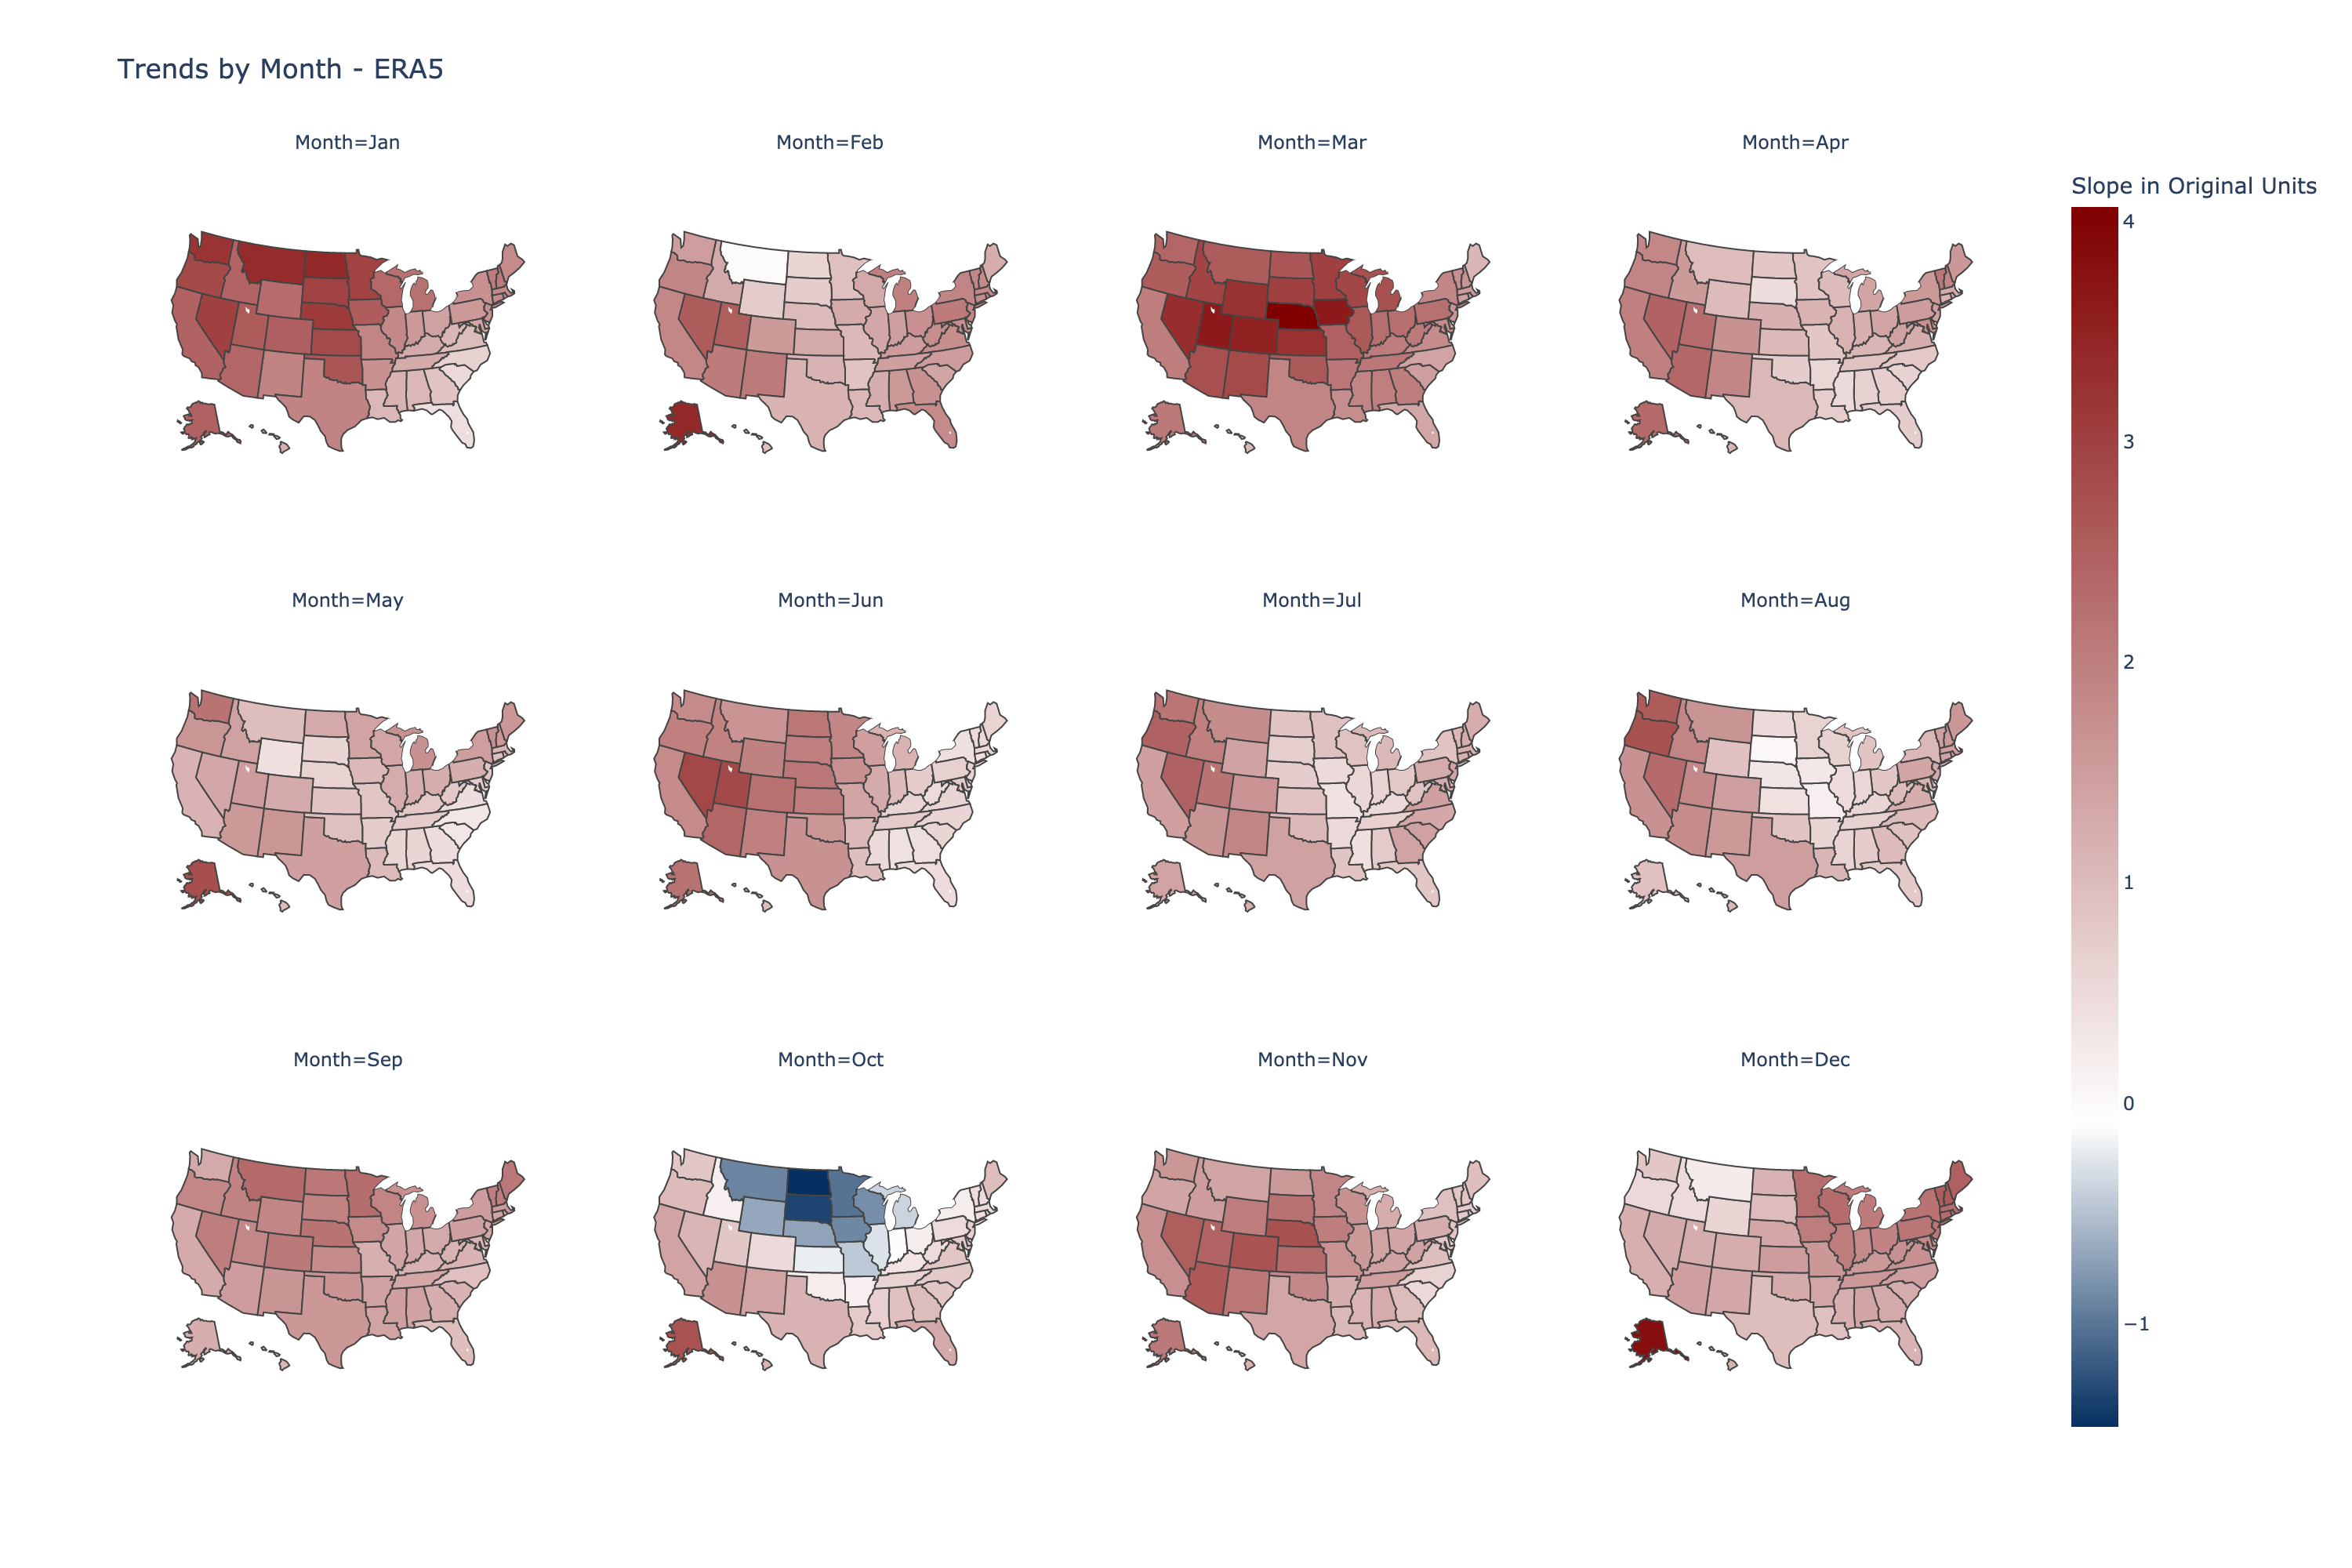 Trends by Month - ERA5
Month=Jan
Month=Feb
Month=Mar
Month=Apr
Slope in Original Units
4
3
2
1
0
−1
Month=May
Month=Jun
Month=Jul
Month=Aug
Month=Sep
Month=Oct
Month=Nov
Month=Dec